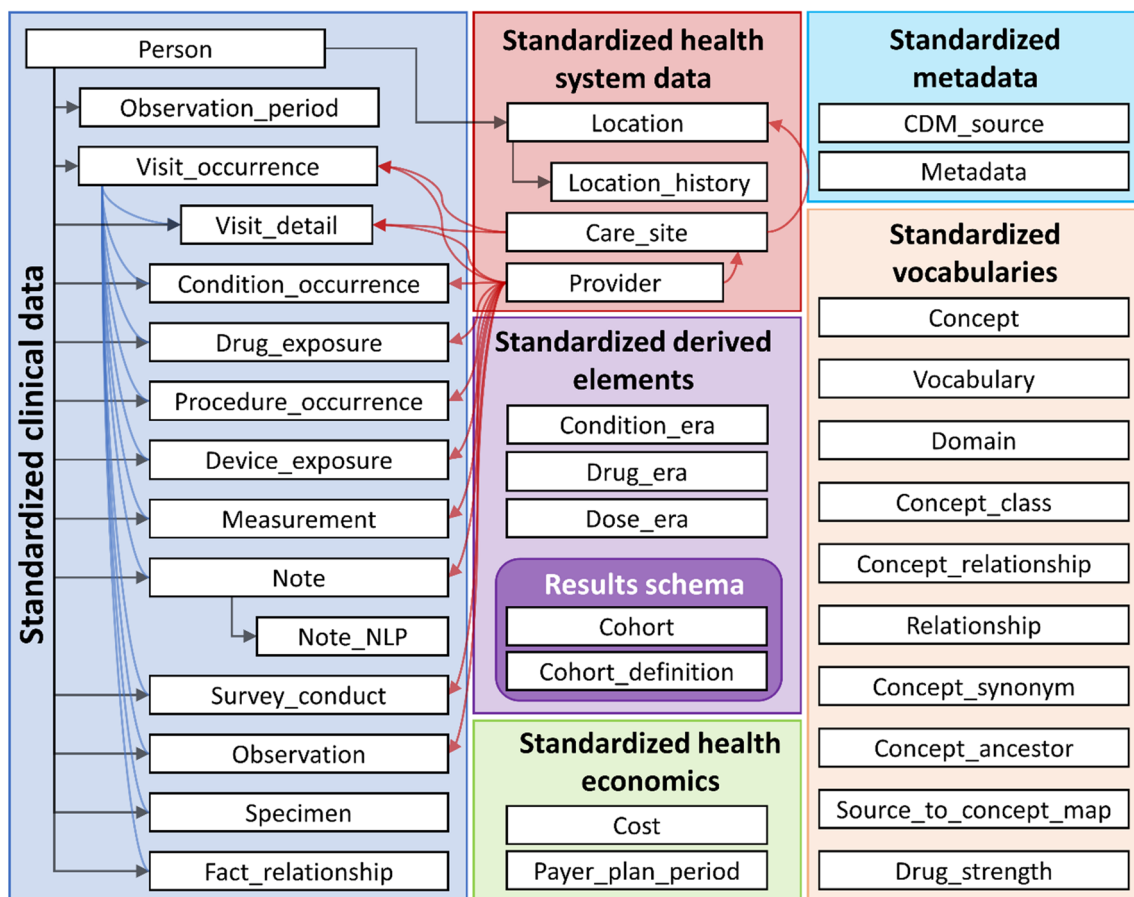 Standardized clinical data
Person
Observation_period
Visit_occurrence
Visit_detail
Condition_occurrence
Drug_exposure
Procedure_occurrence
Device_exposure
Measurement
Note
Note_NLP
Survey_conduct
Observation
Specimen
Fact_relationship
Standardized health
system data
Location
Location_history
Care_site
Provider
Standardized derived
elements
Condition_era
Drug_era
Dose_era
Results schema
Cohort
Cohort_definition
Standardized health
economics
Cost
Payer_plan_period
Standardized
metadata
CDM_source
Metadata
Standardized
vocabularies
Concept
Vocabulary
Domain
Concept_class
Concept_relationship
Relationship
Concept_synonym
Concept_ancestor
Source_to_concept_map
Drug_strength